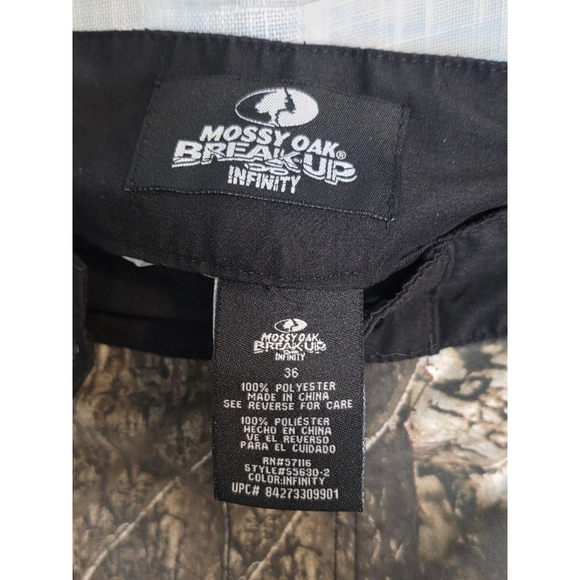 MOSSY OAK®
BREAK-UP
INFINITY
MOSSY OAK
BREAK-UP
INFINITY
36
100% POLYESTER
MADE IN CHINA
SEE REVERSE FOR CARE
100% POLIÉSTER
HECHO EN CHINA
VE EL REVERSO
PARA EL CUIDADO
RN#57116
STYLE#S5630-2
COLOR:INFINITY
UPC# 84273309901